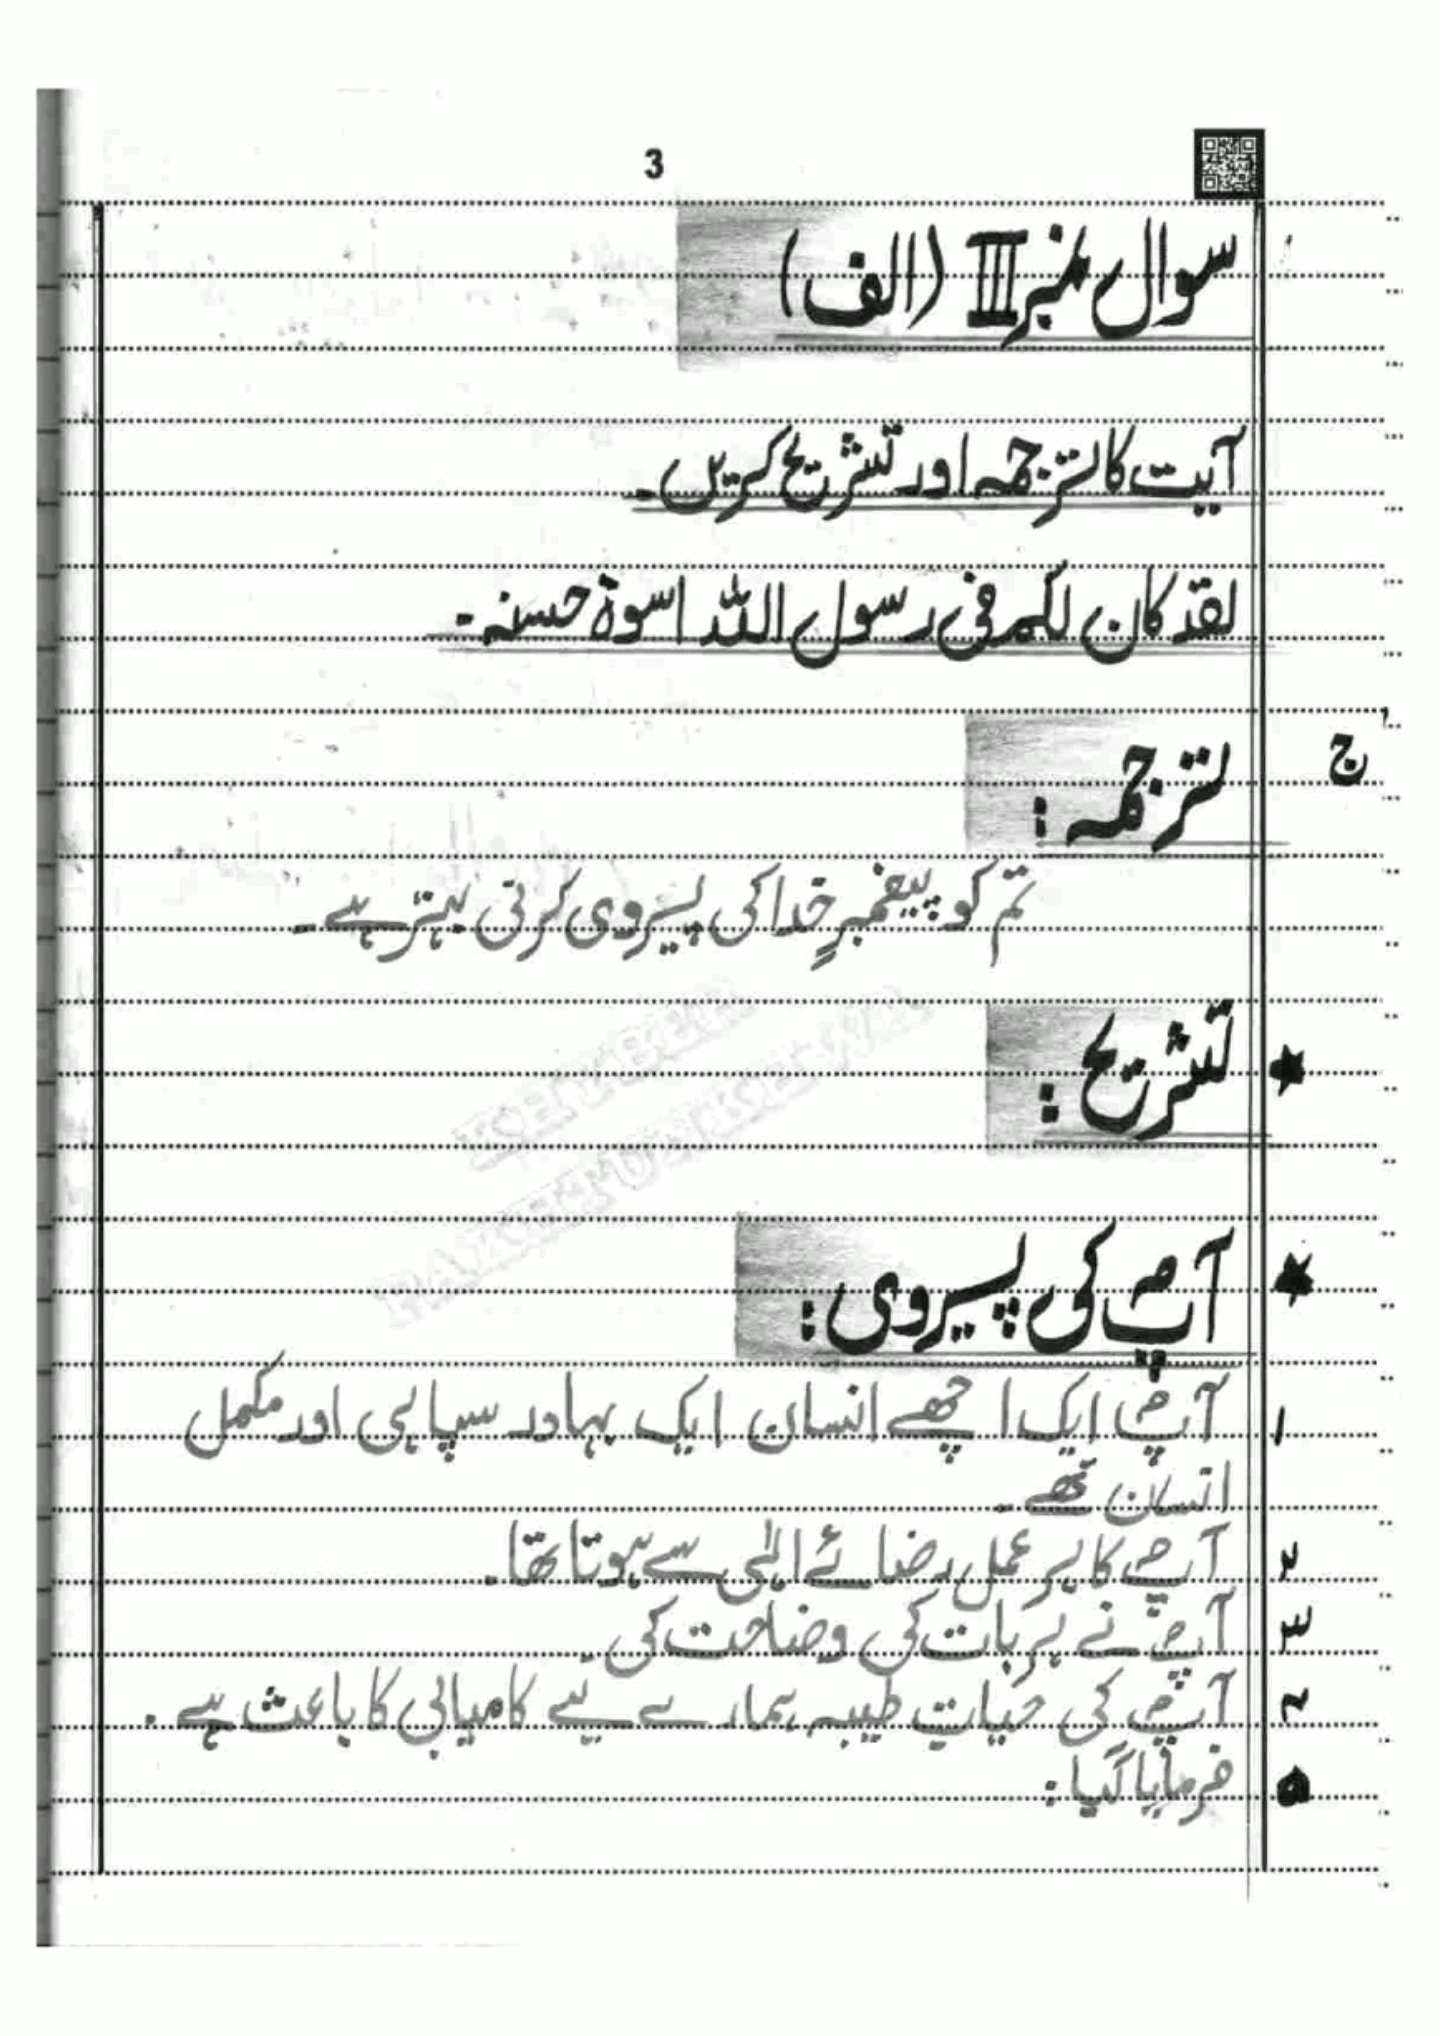 3
سوال نمبر III (الف)
آیت کا ترجمہ اور تشریح کریں۔
لقد کان لکم فی رسول اللہ اسوۃ حسنہ۔
ج ترجمہ:
تم کو پیغمبرِ خدا کی پیروی کرنی بہتر ہے۔
★ تشریح:
KHYBER
PAKHTUNKHWA
★ آپؐ کی پیروی:
۱ آپؐ ایک اچھے انسان ایک بہادر سپاہی اور مکمل
انسان تھے۔
۲ آپؐ کا ہر عمل رضائے الٰہی سے ہوتا تھا۔
۳ آپؐ نے ہر بات کی وضاحت کی۔
۴ آپؐ کی حیاتِ طیبہ ہمارے لیے کامیابی کا باعث ہے۔
۵ فرمایا گیا: